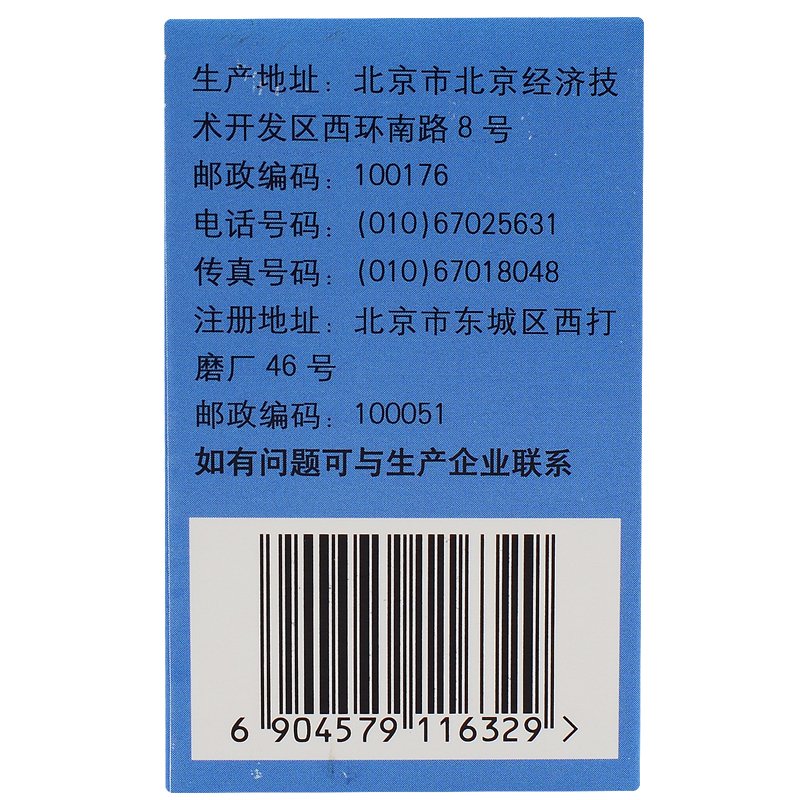 生产地址：北京市北京经济技
术开发区西环南路 8 号
邮政编码：100176
电话号码：(010)67025631
传真号码：(010)67018048
注册地址：北京市东城区西打
磨厂 46 号
邮政编码：100051
如有问题可与生产企业联系
6 904579 116329 >